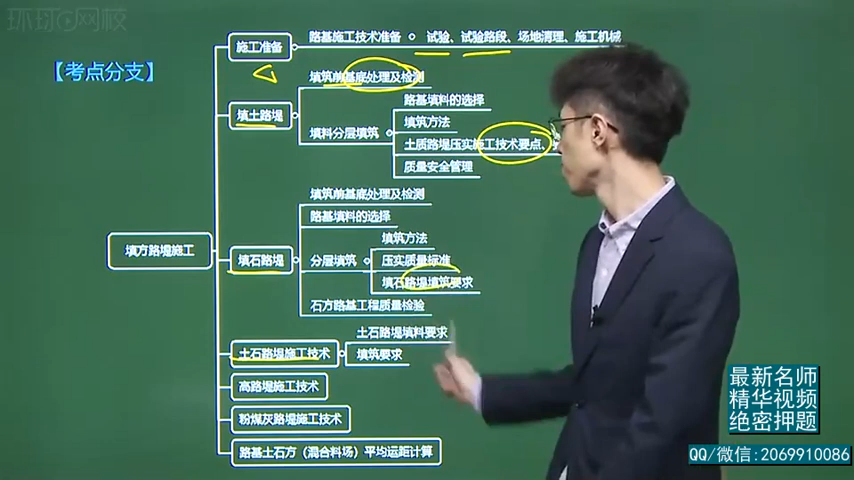 环球网校
【考点分支】
施工准备
路基施工技术准备
试验、试验路段、场地清理、施工机械
填筑前基底处理及检测
填土路堤
路基填料的选择
填筑方法
填料分层填筑
土质路堤压实施工技术要点、
质量安全管理
填方路堤施工
填筑前基底处理及检测
路基填料的选择
填石路堤
填筑方法
分层填筑
压实质量标准
填石路堤填筑要求
石方路基工程质量检验
土石路堤施工技术
土石路堤填料要求
填筑要求
高路堤施工技术
粉煤灰路堤施工技术
路基土石方（混合料场）平均运距计算
最新名师
精华视频
绝密押题
QQ/微信:2069910086